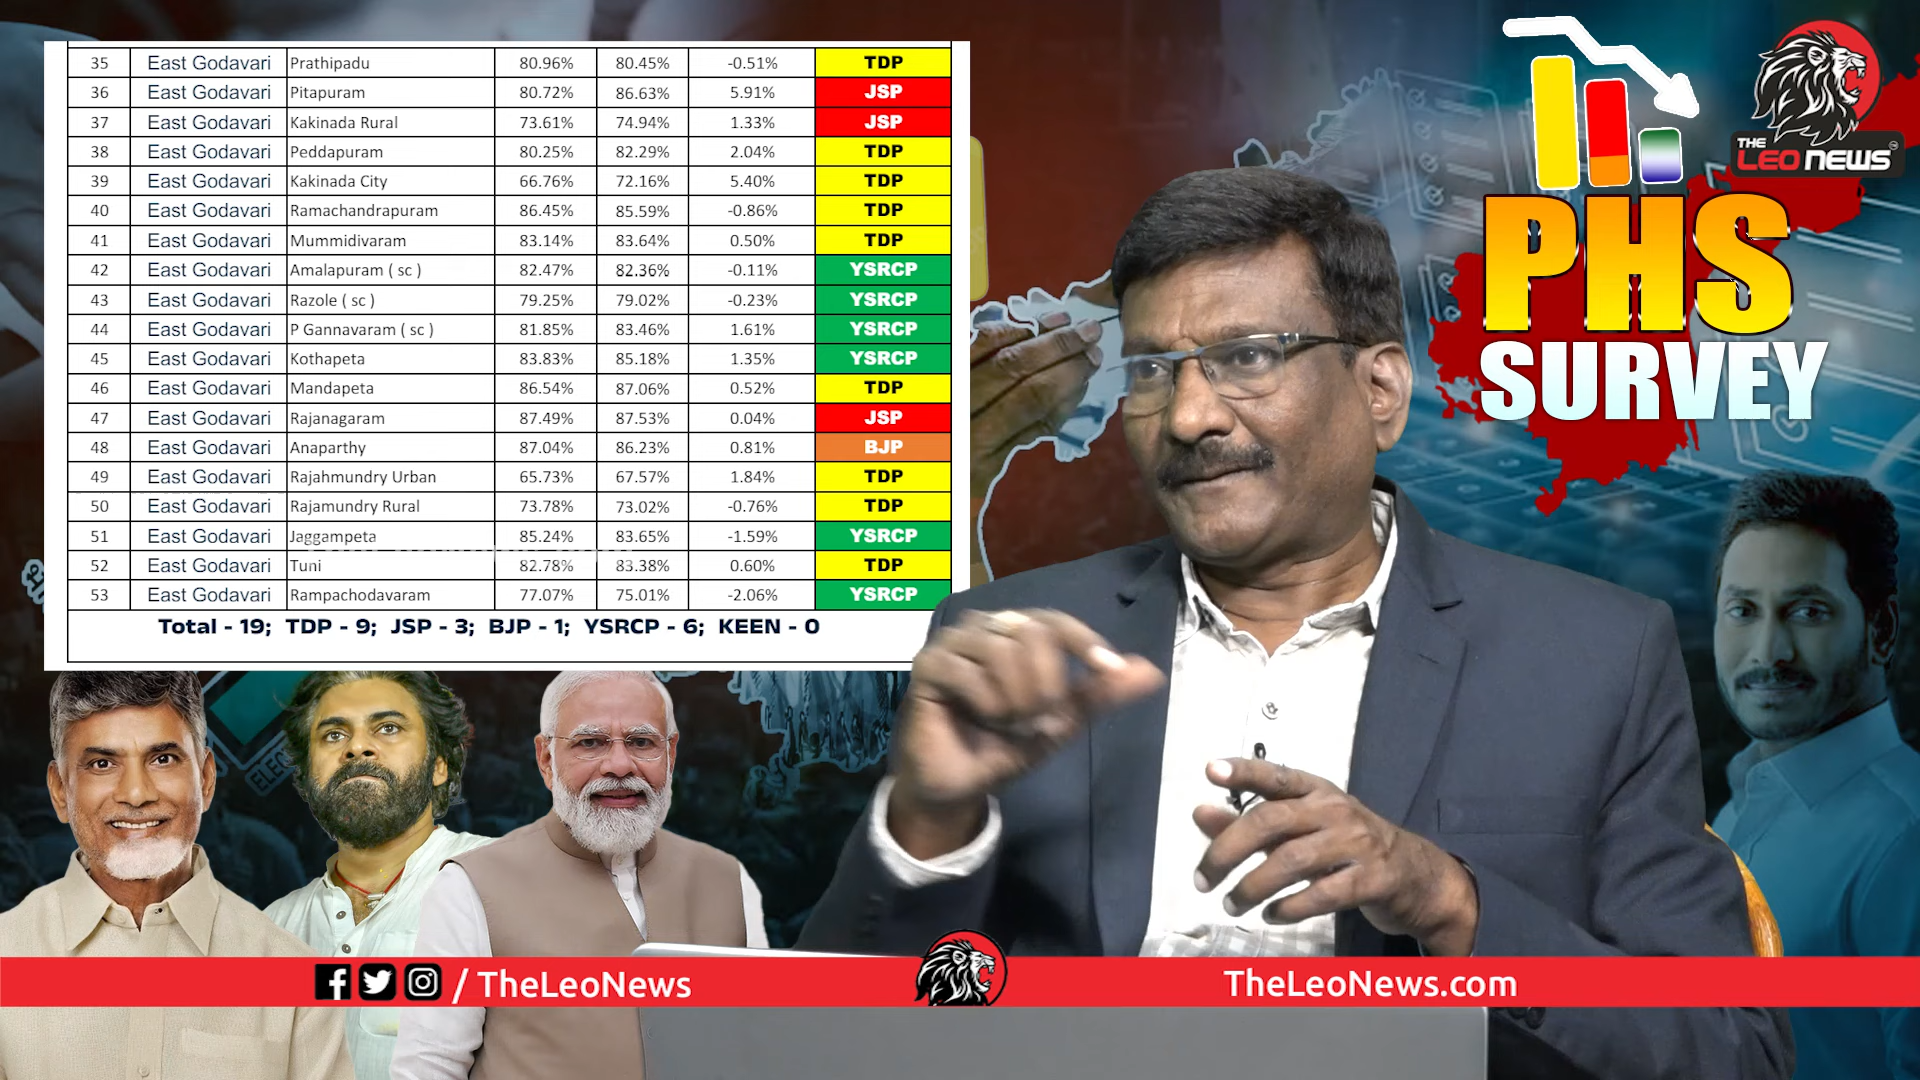 35 East Godavari Prathipadu 80.96% 80.45% -0.51% TDP
36 East Godavari Pitapuram 80.72% 86.63% 5.91% JSP
37 East Godavari Kakinada Rural 73.61% 74.94% 1.33% JSP
38 East Godavari Peddapuram 80.25% 82.29% 2.04% TDP
39 East Godavari Kakinada City 66.76% 72.16% 5.40% TDP
40 East Godavari Ramachandrapuram 86.45% 85.59% -0.86% TDP
41 East Godavari Mummidivaram 83.14% 83.64% 0.50% TDP
42 East Godavari Amalapuram ( sc ) 82.47% 82.36% -0.11% YSRCP
43 East Godavari Razole ( sc ) 79.25% 79.02% -0.23% YSRCP
44 East Godavari P Gannavaram ( sc ) 81.85% 83.46% 1.61% YSRCP
45 East Godavari Kothapeta 83.83% 85.18% 1.35% YSRCP
46 East Godavari Mandapeta 86.54% 87.06% 0.52% TDP
47 East Godavari Rajanagaram 87.49% 87.53% 0.04% JSP
48 East Godavari Anaparthy 87.04% 86.23% 0.81% BJP
49 East Godavari Rajahmundry Urban 65.73% 67.57% 1.84% TDP
50 East Godavari Rajamundry Rural 73.78% 73.02% -0.76% TDP
51 East Godavari Jaggampeta 85.24% 83.65% -1.59% YSRCP
52 East Godavari Tuni 82.78% 83.38% 0.60% TDP
53 East Godavari Rampachodavaram 77.07% 75.01% -2.06% YSRCP
Total - 19; TDP - 9; JSP - 3; BJP - 1; YSRCP - 6; KEEN - 0
THE
LEO NEWS
PHS
SURVEY
/ TheLeoNews
TheLeoNews.com